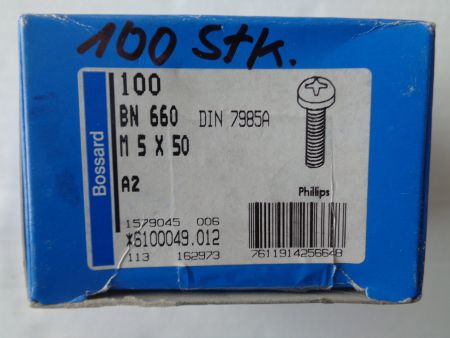 100 Stk.
Bossard
100
BN 660 DIN 7985A
M 5 X 50
A2
Phillips
1579045 006
*6100049.012
113 162973
7611914256648